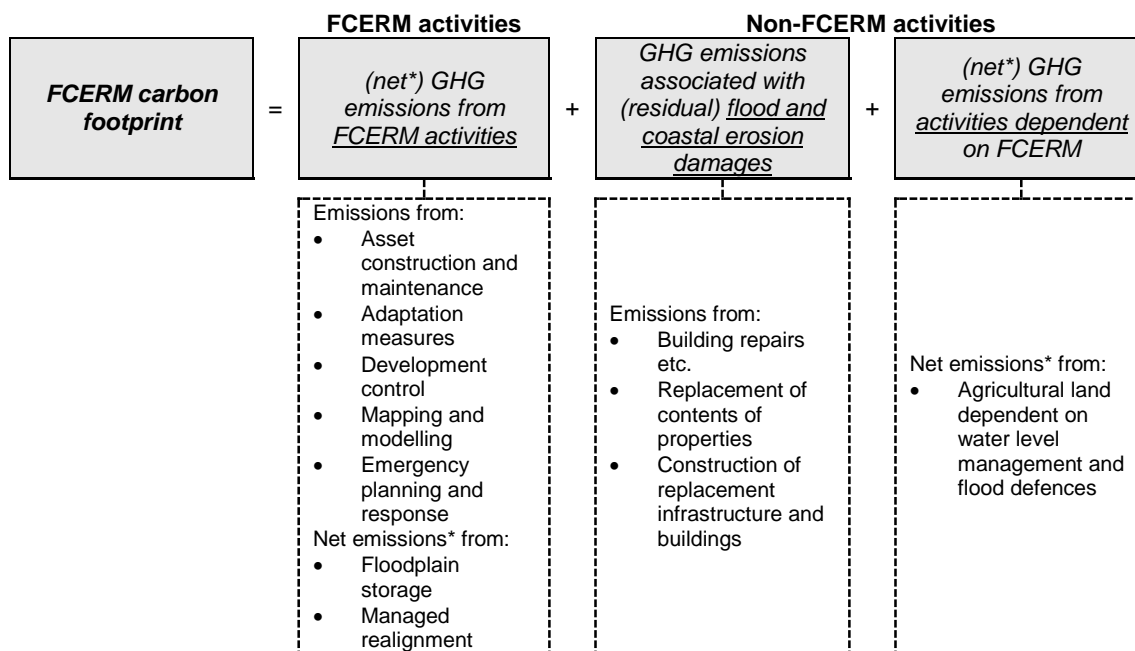 FCERM activities
Non-FCERM activities
FCERM carbon
footprint
=
(net*) GHG
emissions from
FCERM activities
+
GHG emissions
associated with
(residual) flood and
coastal erosion
damages
+
(net*) GHG
emissions from
activities dependent
on FCERM
Emissions from:
• Asset
construction and
maintenance
• Adaptation
measures
• Development
control
• Mapping and
modelling
• Emergency
planning and
response
Net emissions* from:
• Floodplain
storage
• Managed
realignment
Emissions from:
• Building repairs
etc.
• Replacement of
contents of
properties
• Construction of
replacement
infrastructure and
buildings
Net emissions* from:
• Agricultural land
dependent on
water level
management and
flood defences